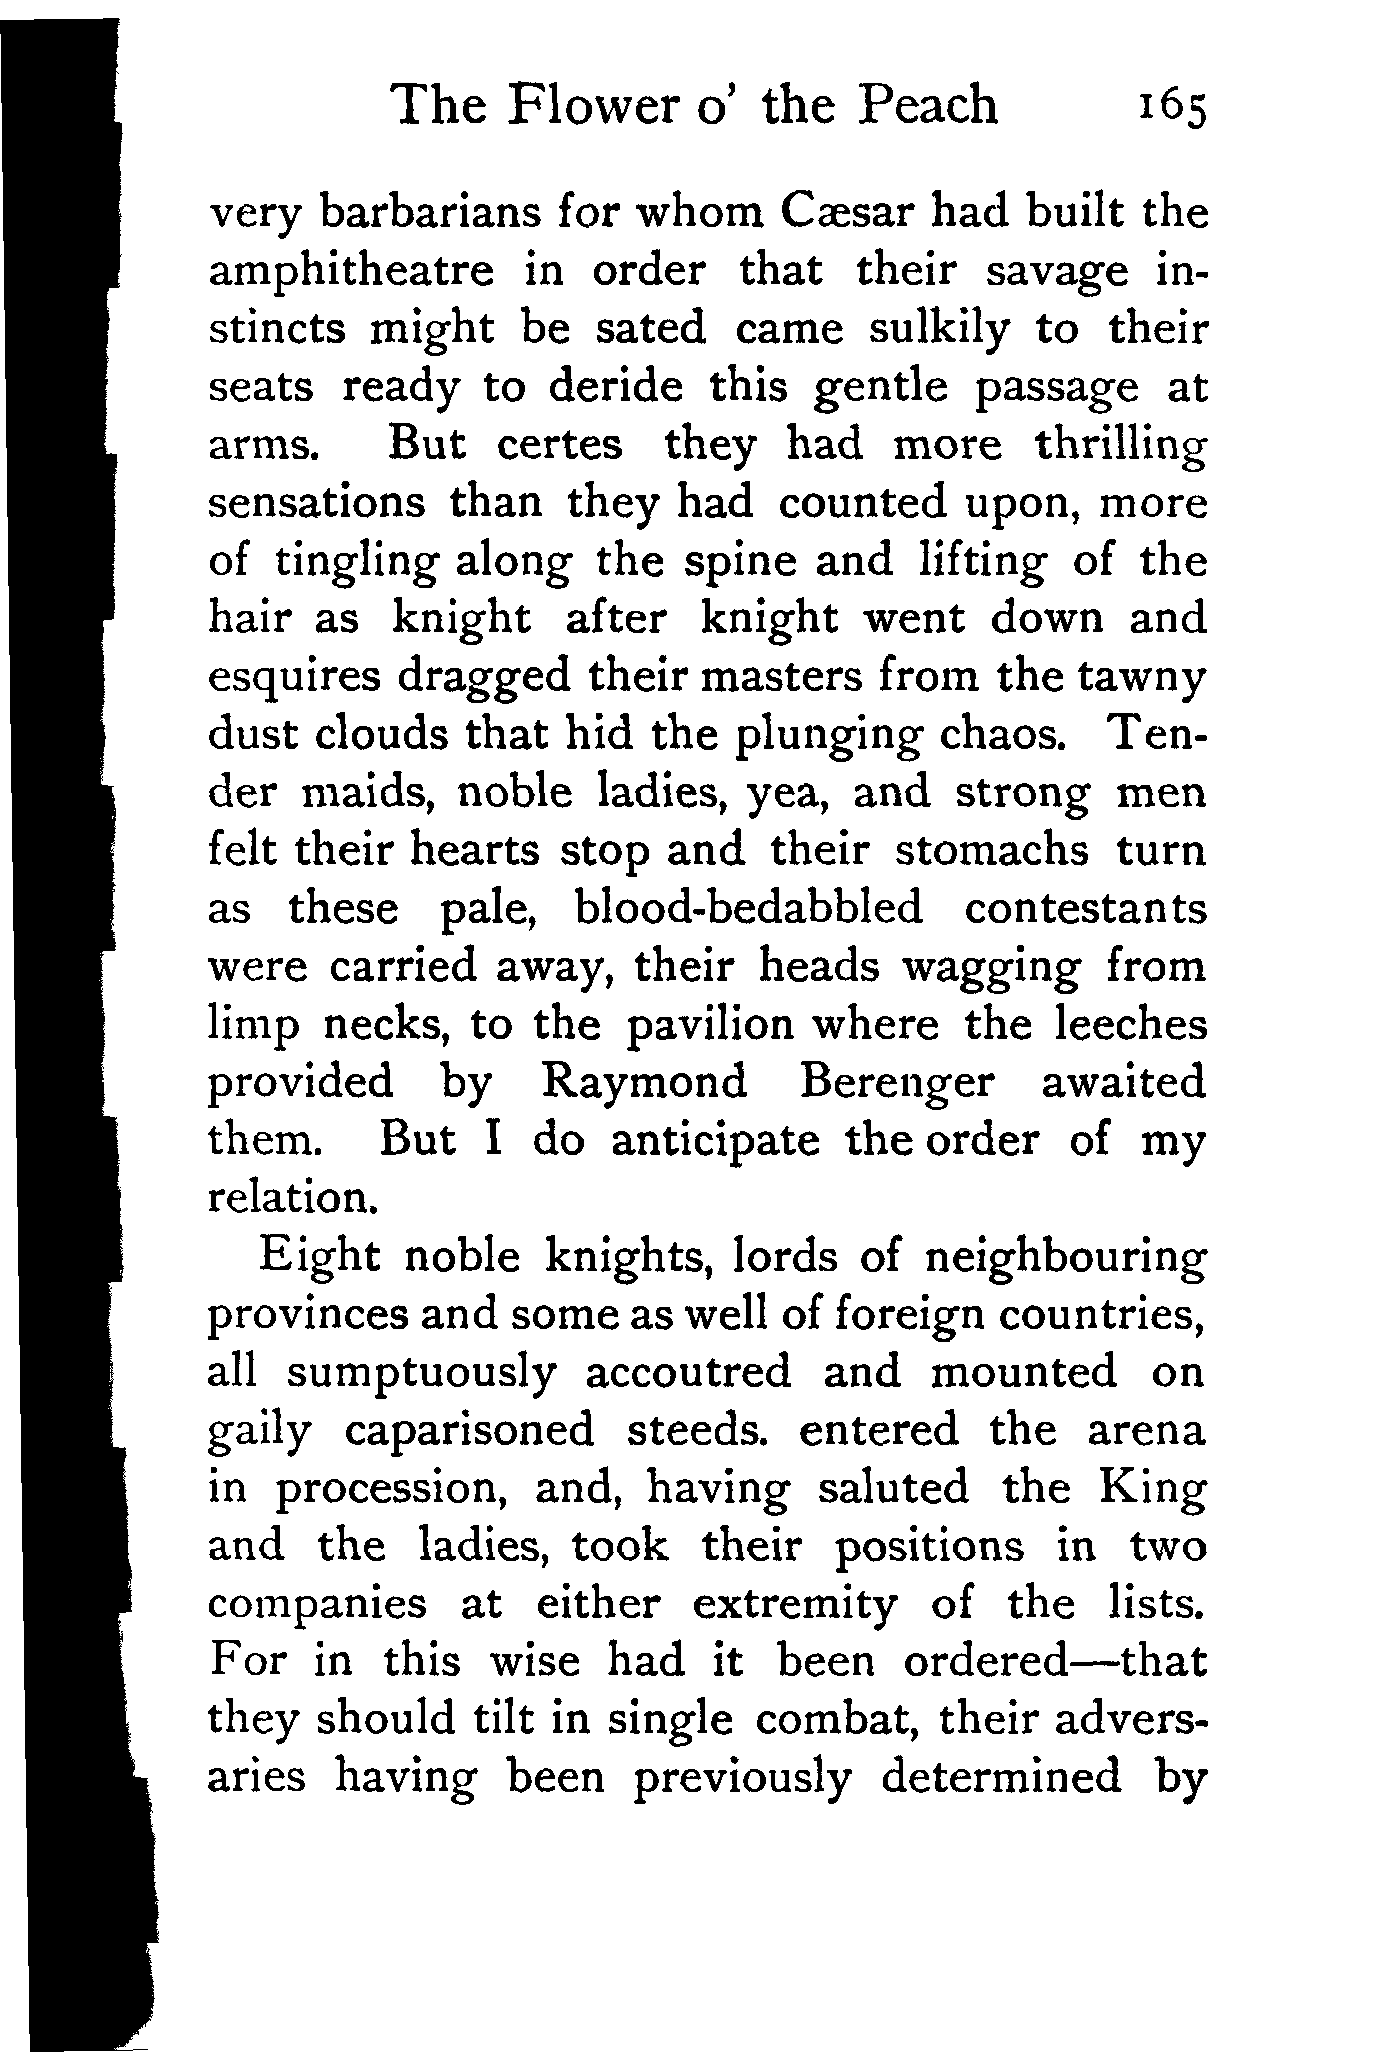 The Flower o' the Peach 165
very barbarians for whom Cæsar had built the
amphitheatre in order that their savage in-
stincts might be sated came sulkily to their
seats ready to deride this gentle passage at
arms. But certes they had more thrilling
sensations than they had counted upon, more
of tingling along the spine and lifting of the
hair as knight after knight went down and
esquires dragged their masters from the tawny
dust clouds that hid the plunging chaos. Ten-
der maids, noble ladies, yea, and strong men
felt their hearts stop and their stomachs turn
as these pale, blood-bedabbled contestants
were carried away, their heads wagging from
limp necks, to the pavilion where the leeches
provided by Raymond Berenger awaited
them. But I do anticipate the order of my
relation.
Eight noble knights, lords of neighbouring
provinces and some as well of foreign countries,
all sumptuously accoutred and mounted on
gaily caparisoned steeds. entered the arena
in procession, and, having saluted the King
and the ladies, took their positions in two
companies at either extremity of the lists.
For in this wise had it been ordered—that
they should tilt in single combat, their advers-
aries having been previously determined by